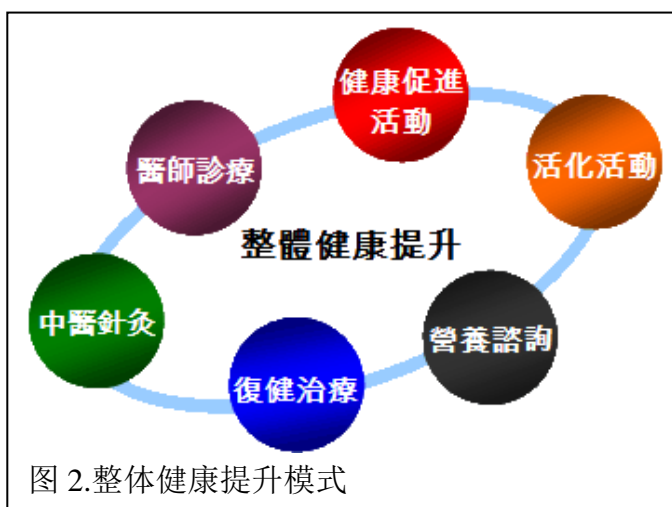 健康促進
活動
活化活動
醫師診療
整體健康提升
中醫針灸
營養諮詢
復健治療
图 2.整体健康提升模式